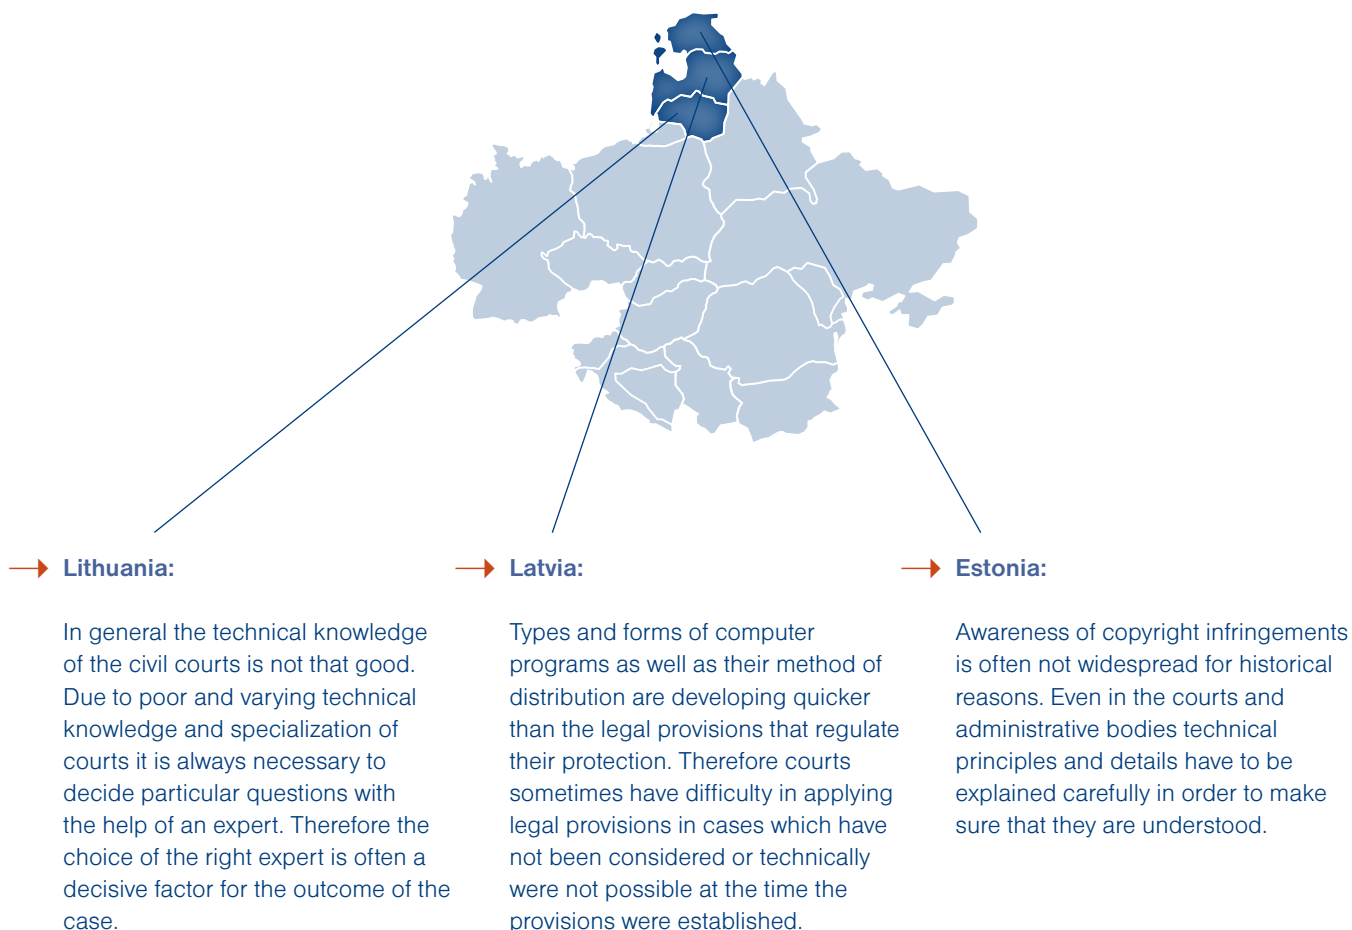 Lithuania:
In general the technical knowledge
of the civil courts is not that good.
Due to poor and varying technical
knowledge and specialization of
courts it is always necessary to
decide particular questions with
the help of an expert. Therefore the
choice of the right expert is often a
decisive factor for the outcome of the
case.
Latvia:
Types and forms of computer
programs as well as their method of
distribution are developing quicker
than the legal provisions that regulate
their protection. Therefore courts
sometimes have difficulty in applying
legal provisions in cases which have
not been considered or technically
were not possible at the time the
provisions were established.
Estonia:
Awareness of copyright infringements
is often not widespread for historical
reasons. Even in the courts and
administrative bodies technical
principles and details have to be
explained carefully in order to make
sure that they are understood.